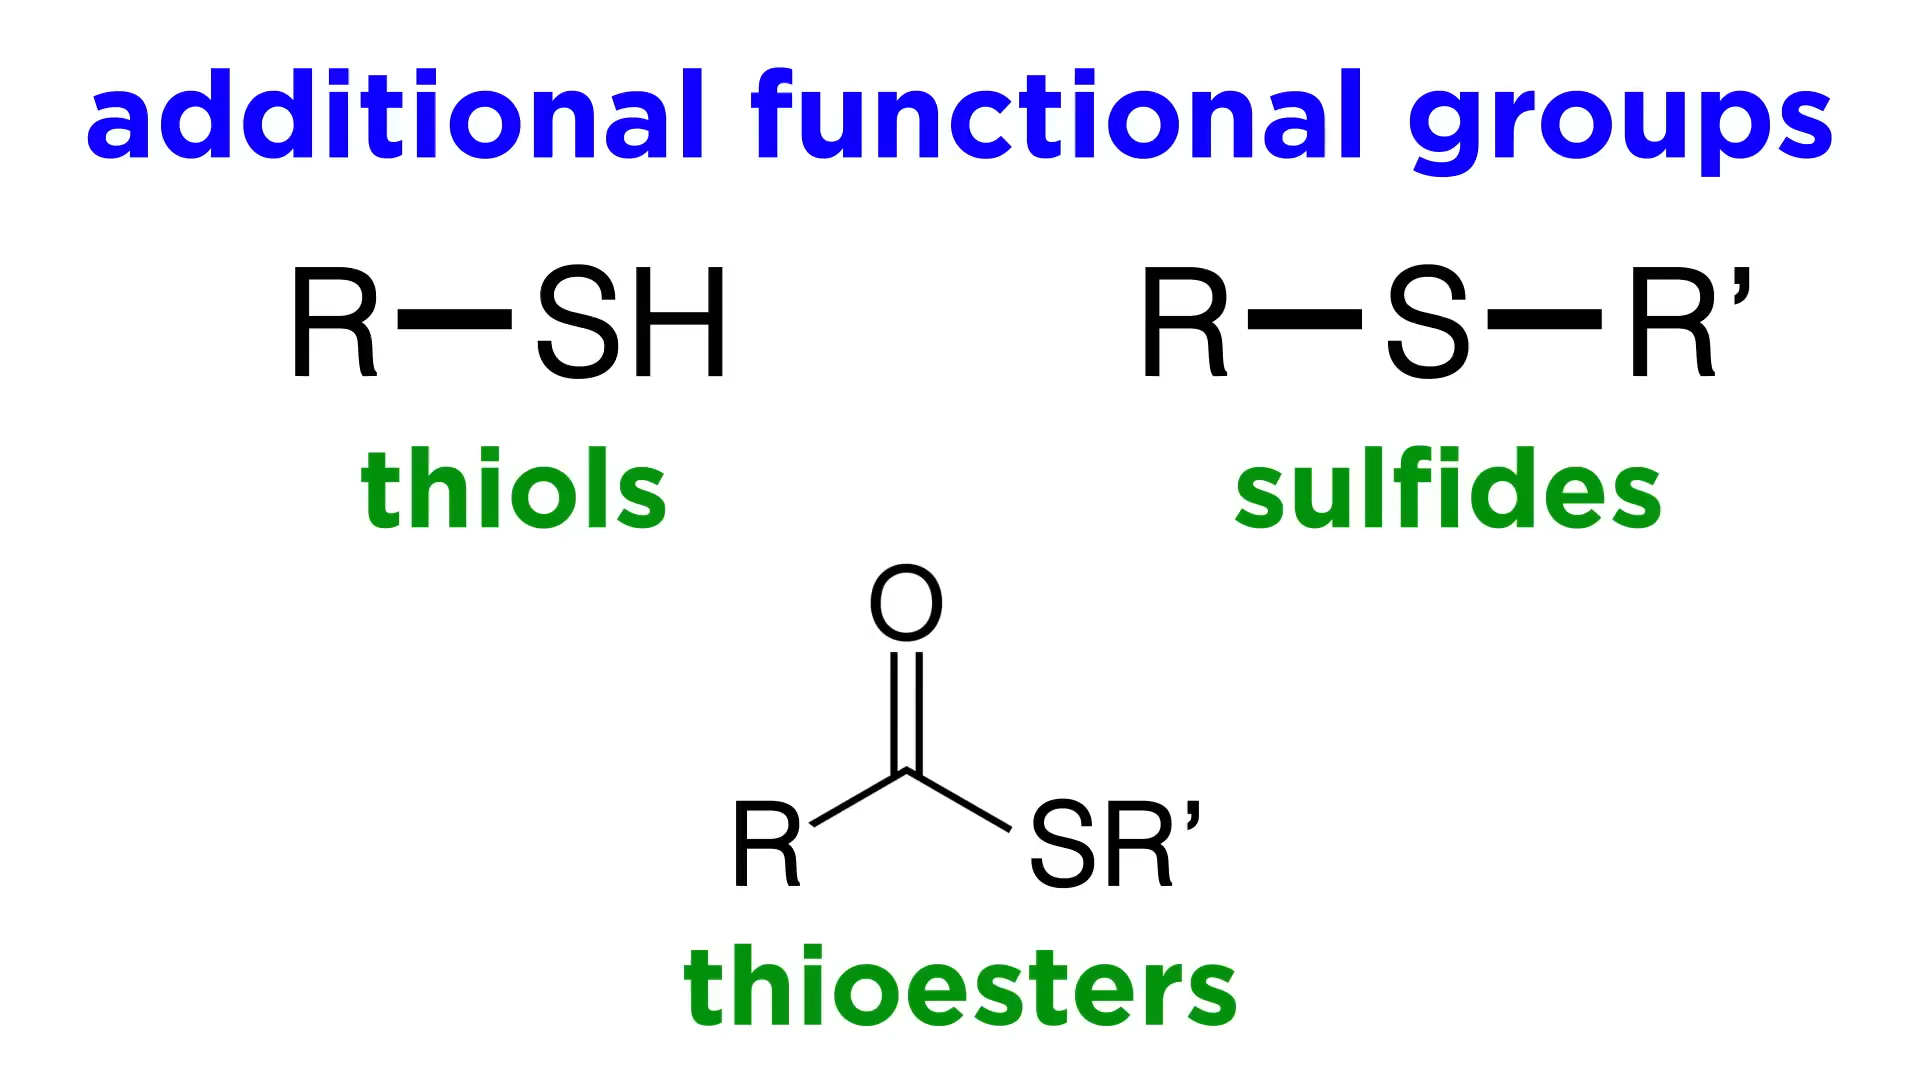 additional functional groups
R—SH
R—S—R’
thiols
sulfides
O
R
SR’
thioesters